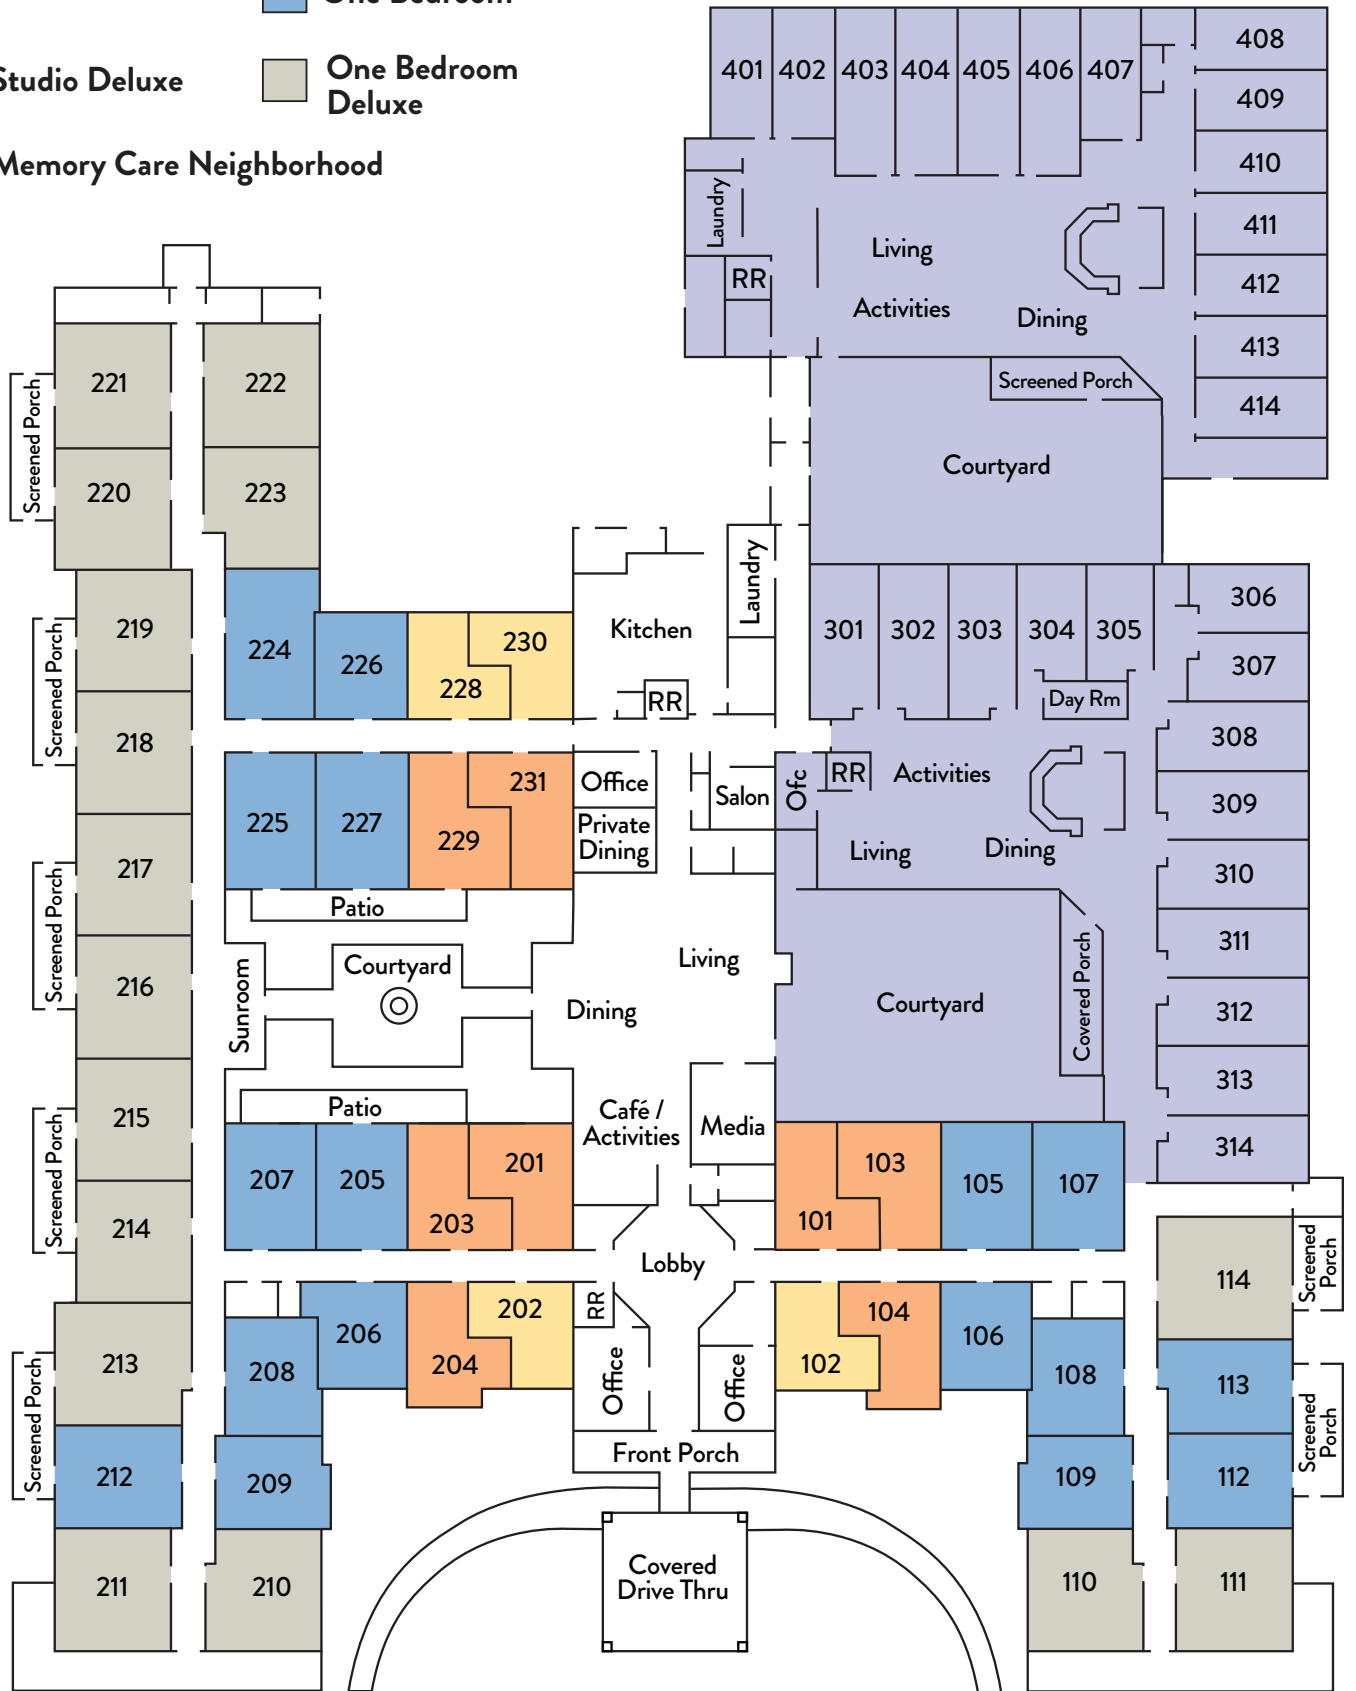 One Bedroom
Studio Deluxe
One Bedroom
Deluxe
Memory Care Neighborhood
401
402
403
404
405
406
407
408
409
410
411
412
413
414
Laundry
RR
Living
Activities
Dining
Screened Porch
Courtyard
221
222
Screened Porch
220
223
219
Screened Porch
218
224
226
228
230
Kitchen
Laundry
RR
301
302
303
304
305
Day Rm
306
307
308
309
310
311
312
313
314
225
227
229
231
Office
Private
Dining
Salon
Ofc
RR
Activities
Living
Dining
217
Screened Porch
216
Patio
Courtyard
Sunroom
Living
Dining
Courtyard
Covered Porch
215
Screened Porch
214
Patio
Café /
Activities
Media
207
205
203
201
101
103
105
107
Lobby
114
Screened
Porch
213
Screened Porch
212
208
206
204
202
RR
Office
Office
102
104
106
108
113
Screened
Porch
112
209
109
Front Porch
211
210
Covered
Drive Thru
110
111